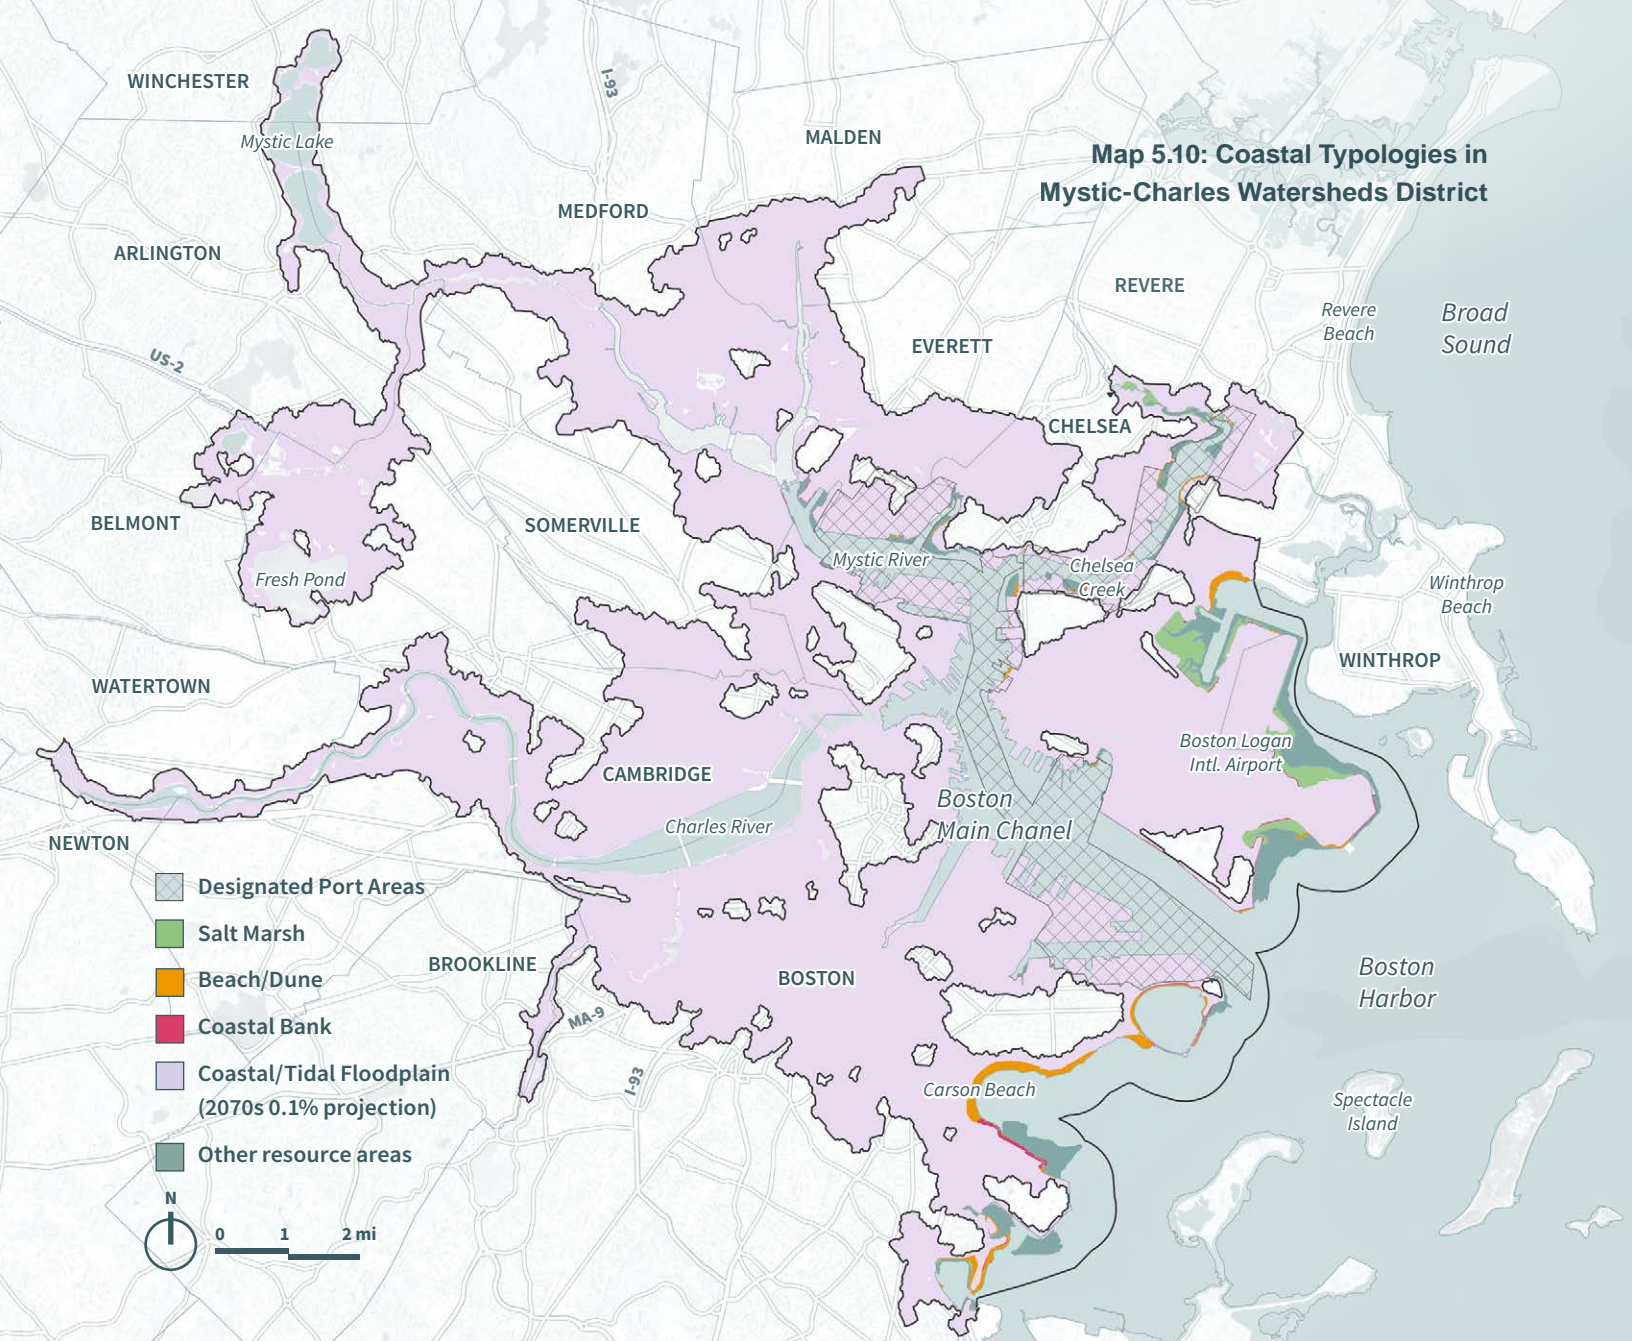 WINCHESTER
I-93
MALDEN
Mystic Lake
Map 5.10: Coastal Typologies in
Mystic-Charles Watersheds District
MEDFORD
ARLINGTON
REVERE
Revere
Beach
Broad
Sound
EVERETT
US-2
CHELSEA
BELMONT
SOMERVILLE
Mystic River
Chelsea
Creek
Fresh Pond
Winthrop
Beach
WINTHROP
WATERTOWN
Boston Logan
Intl. Airport
CAMBRIDGE
Boston
Main Chanel
Charles River
NEWTON
Designated Port Areas
Salt Marsh
Beach/Dune
Coastal Bank
Coastal/Tidal Floodplain
(2070s 0.1% projection)
Other resource areas
BROOKLINE
BOSTON
Boston
Harbor
MA-9
I-93
Carson Beach
Spectacle
Island
N
0 1 2 mi